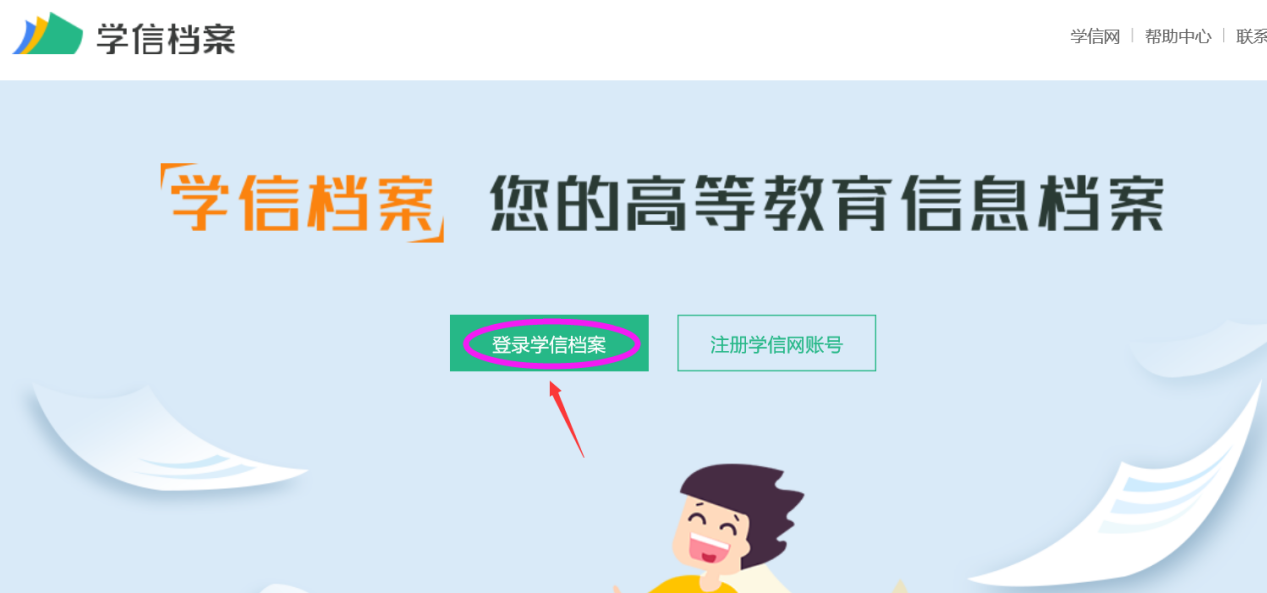 学信档案
学信网 | 帮助中心 | 联系
学信档案 您的高等教育信息档案
登录学信档案
注册学信网账号